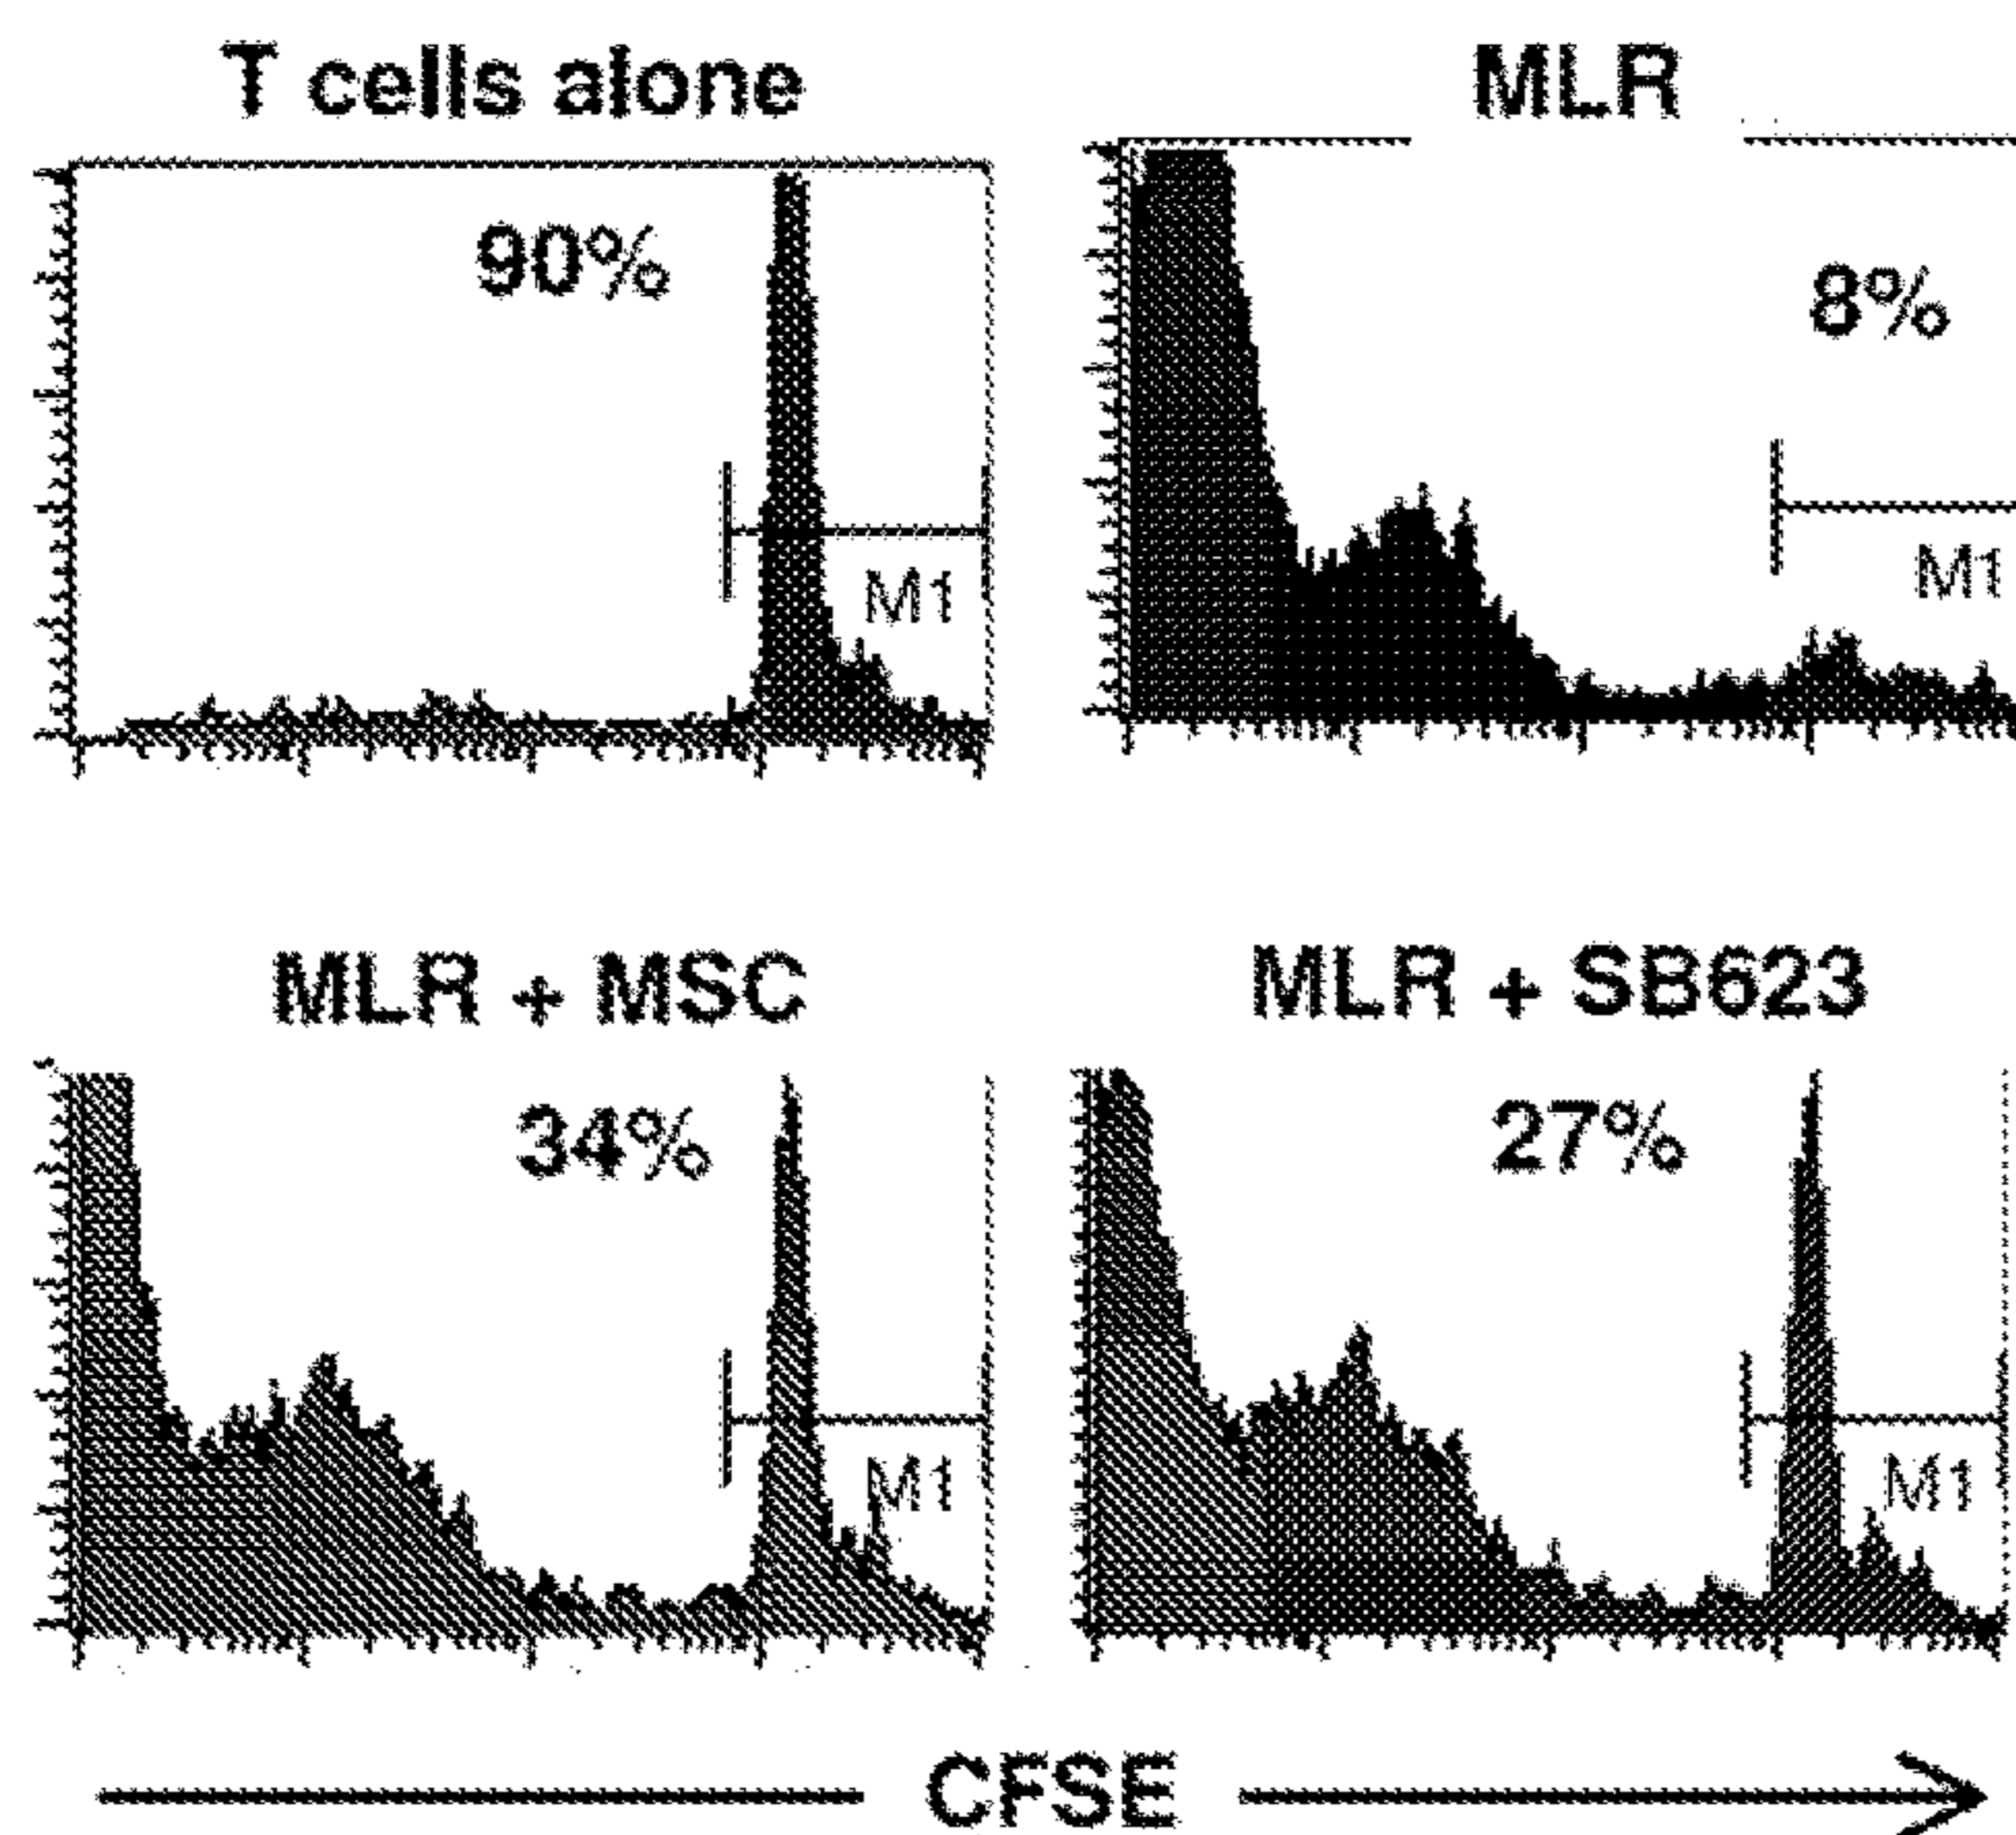 T cells alone
MLR
90%
8%
M1
M1
MLR + MSC
MLR + SB623
34%
27%
M1
M1
CFSE